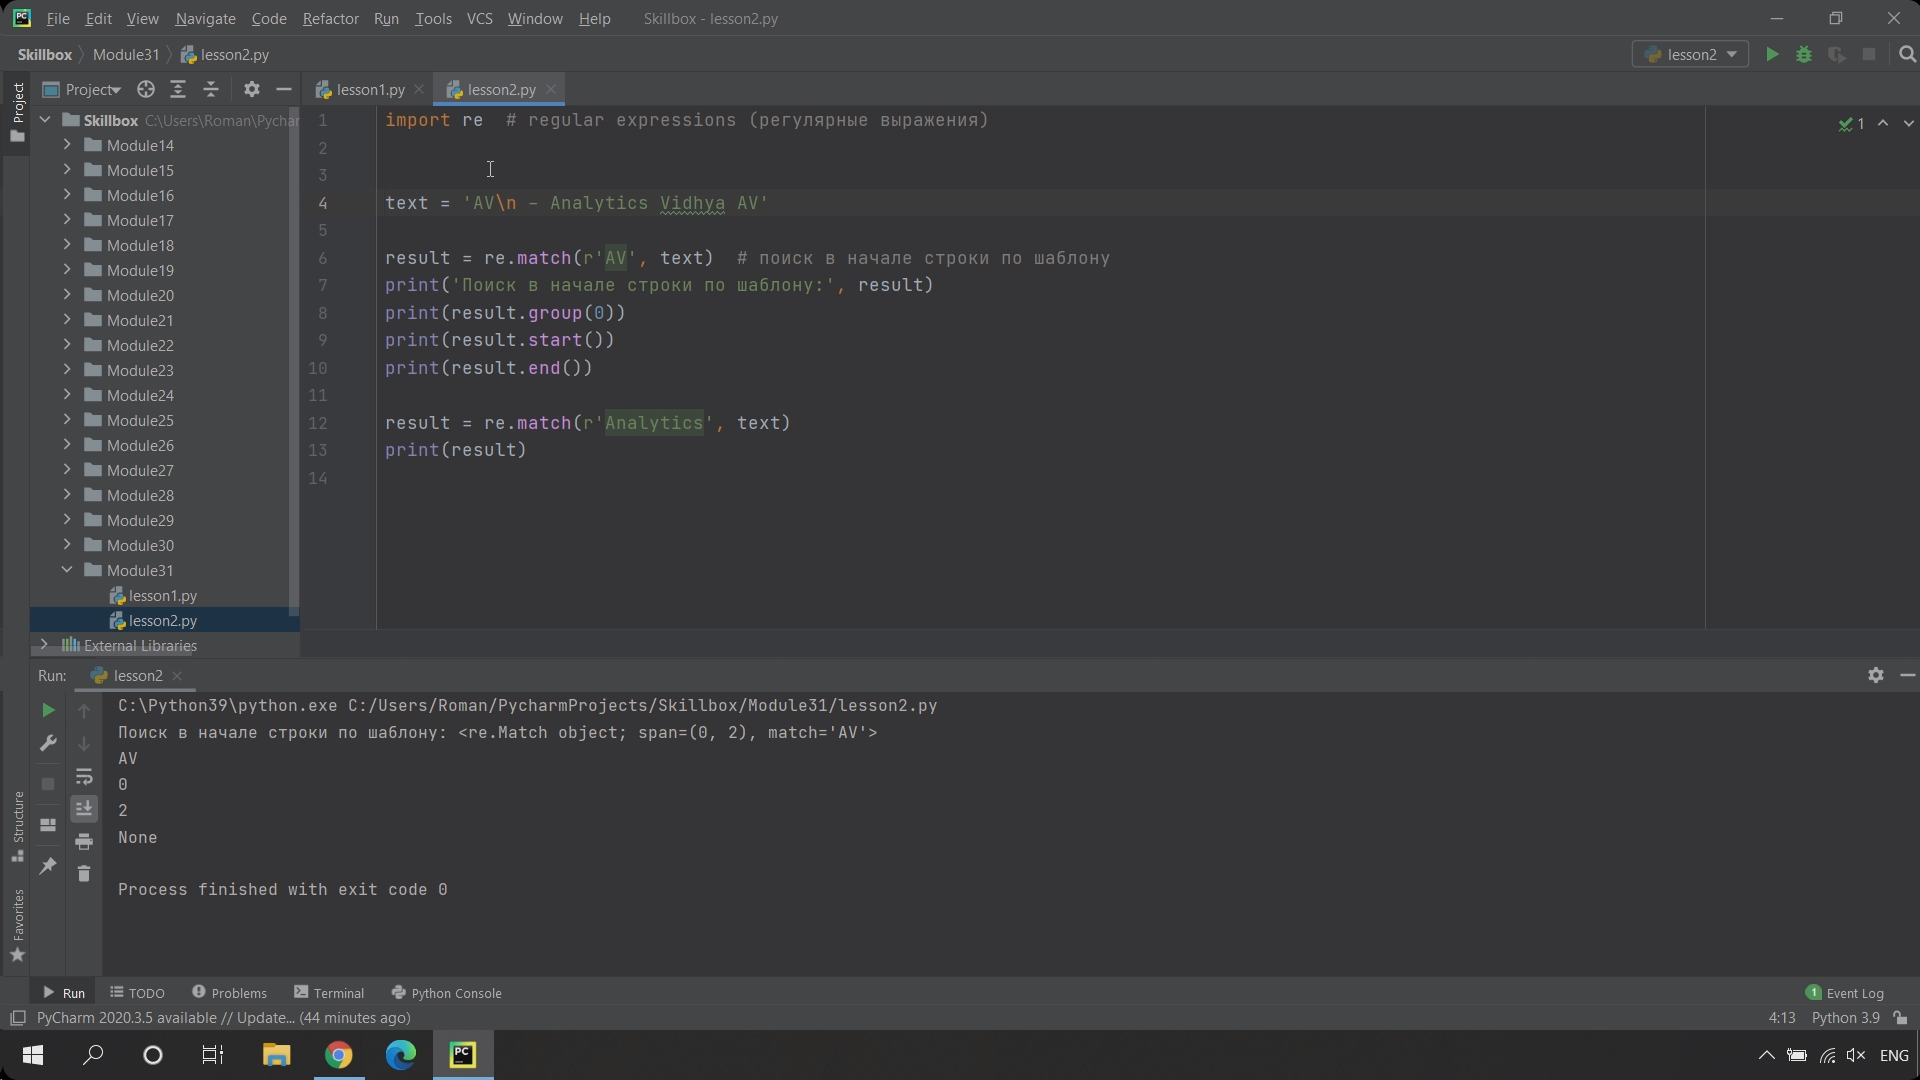 File Edit View Navigate Code Refactor Run Tools VCS Window Help Skillbox - lesson2.py
Skillbox Module31 lesson2.py lesson2
Project Project lesson1.py lesson2.py
Skillbox C:\Users\Roman\Pychar
Module14
Module15
Module16
Module17
Module18
Module19
Module20
Module21
Module22
Module23
Module24
Module25
Module26
Module27
Module28
Module29
Module30
Module31
lesson1.py
lesson2.py
External Libraries
1 import re # regular expressions (регулярные выражения) 1
2
3
4 text = 'AV\n - Analytics Vidhya AV'
5
6 result = re.match(r'AV', text) # поиск в начале строки по шаблону
7 print('Поиск в начале строки по шаблону:', result)
8 print(result.group(0))
9 print(result.start())
10 print(result.end())
11
12 result = re.match(r'Analytics', text)
13 print(result)
14
Run: lesson2
C:\Python39\python.exe C:/Users/Roman/PycharmProjects/Skillbox/Module31/lesson2.py
Поиск в начале строки по шаблону: <re.Match object; span=(0, 2), match='AV'>
AV
0
2
None
Process finished with exit code 0
Structure
Favorites
Run TODO Problems Terminal Python Console 1 Event Log
PyCharm 2020.3.5 available // Update... (44 minutes ago) 4:13 Python 3.9
PC ENG